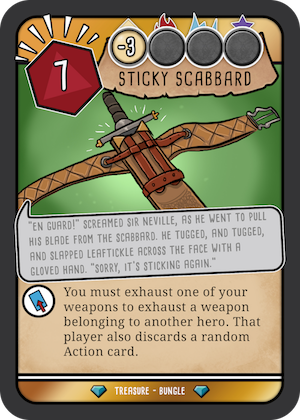 7
-3
STICKY SCABBARD
"EN GUARD!" SCREAMED SIR NEVILLE, AS HE WENT TO PULL
HIS BLADE FROM THE SCABBARD. HE TUGGED, AND TUGGED,
AND SLAPPED LEAFTICKLE ACROSS THE FACE WITH A
GLOVED HAND. "SORRY, IT'S STICKING AGAIN."
You must exhaust one of your
weapons to exhaust a weapon
belonging to another hero. That
player also discards a random
Action card.
TREASURE - BUNGLE